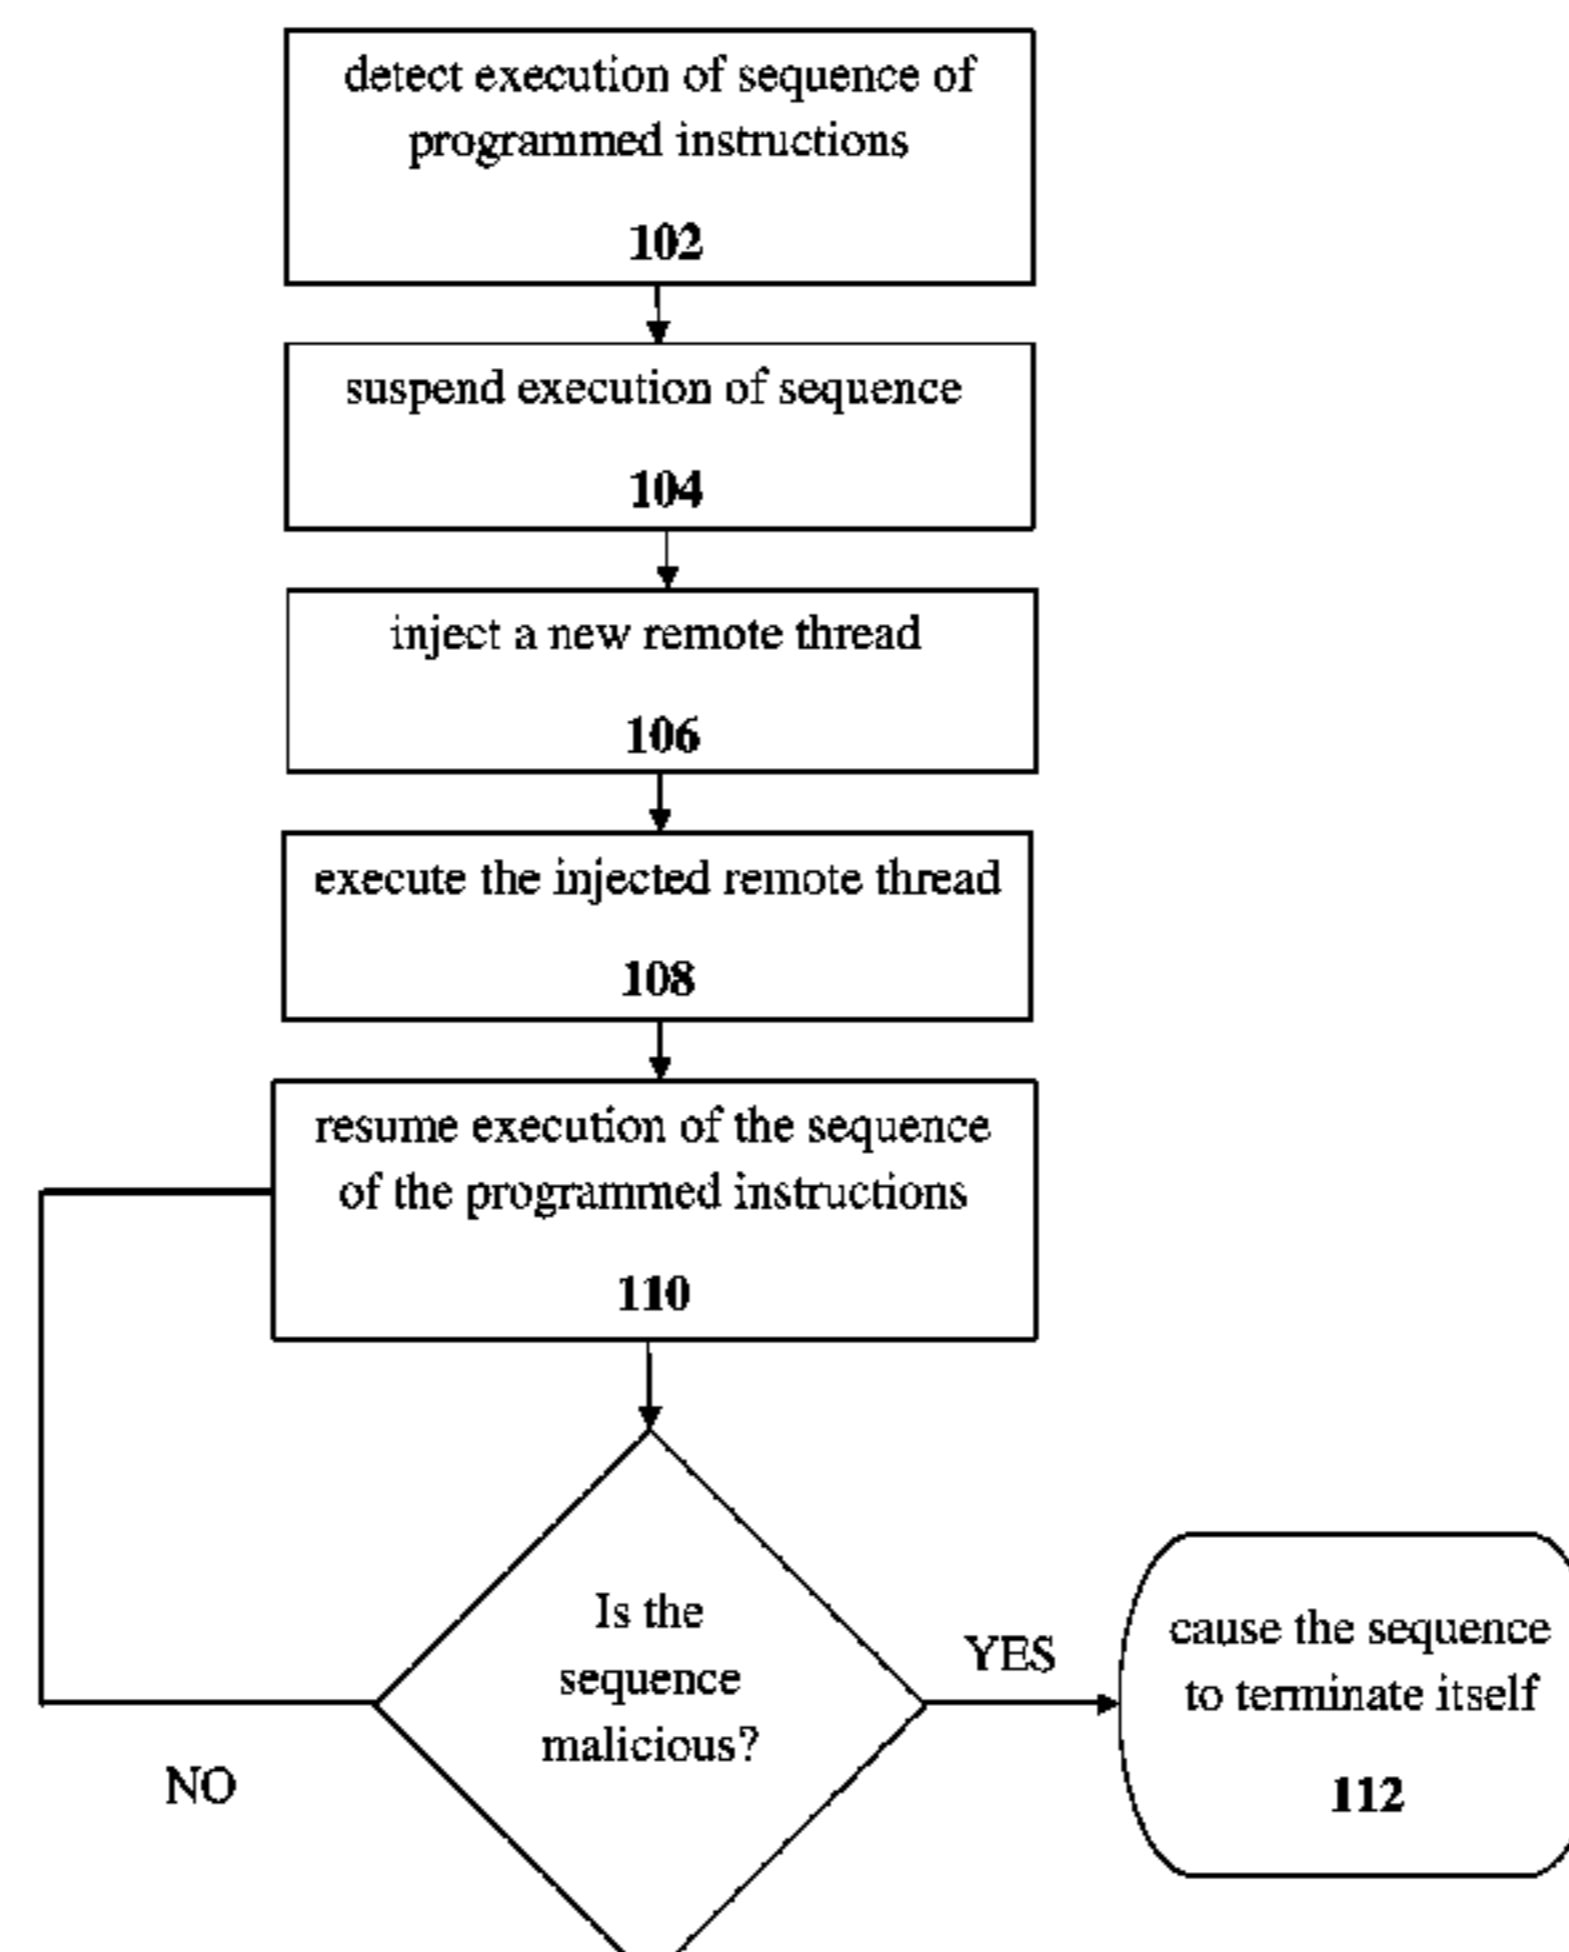 detect execution of sequence of
programmed instructions
102
suspend execution of sequence
104
inject a new remote thread
106
execute the injected remote thread
108
resume execution of the sequence
of the programmed instructions
110
Is the
sequence
malicious?
YES
cause the sequence
to terminate itself
112
NO